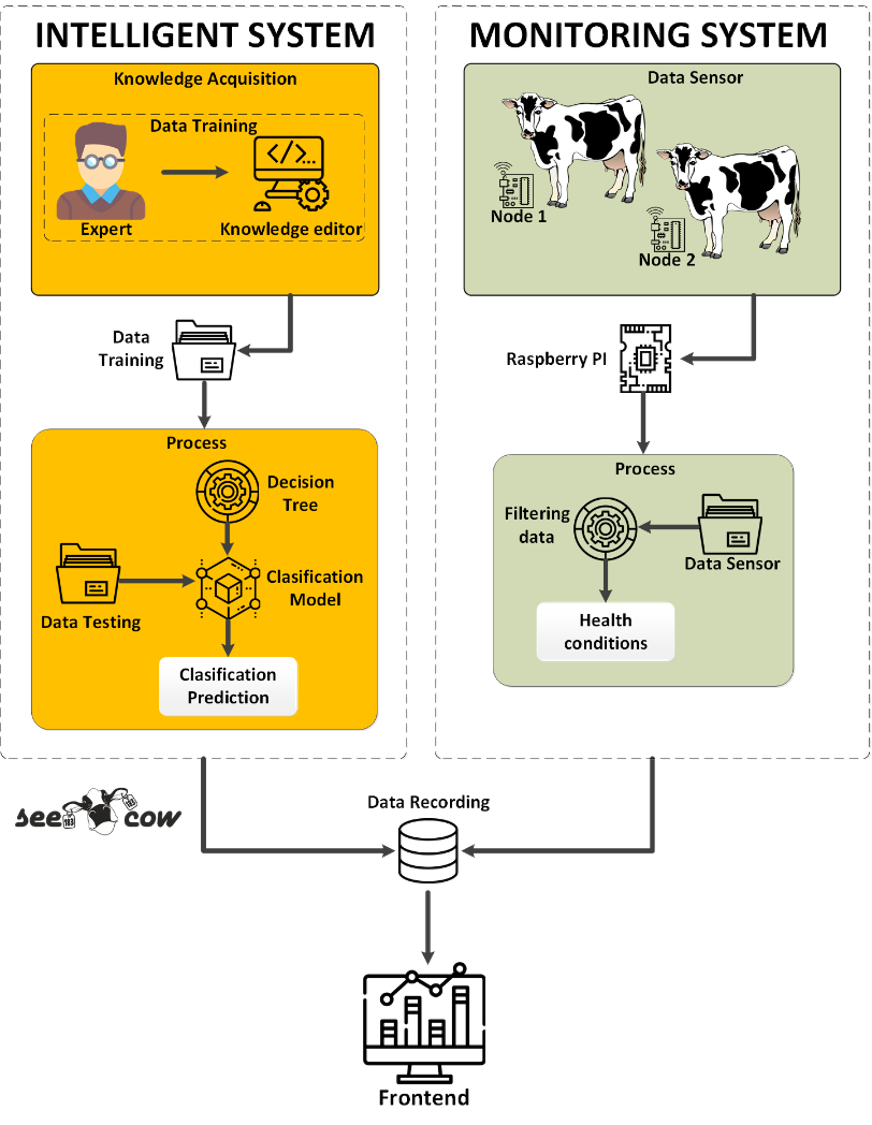 INTELLIGENT SYSTEM
Knowledge Acquisition
Data Training
Expert
Knowledge editor
Data
Training
Process
Decision
Tree
Clasification
Model
Data Testing
Clasification
Prediction
MONITORING SYSTEM
Data Sensor
Node 1
Node 2
Raspberry PI
Process
Filtering
data
Data Sensor
Health
conditions
see cow
183
183
Data Recording
Frontend